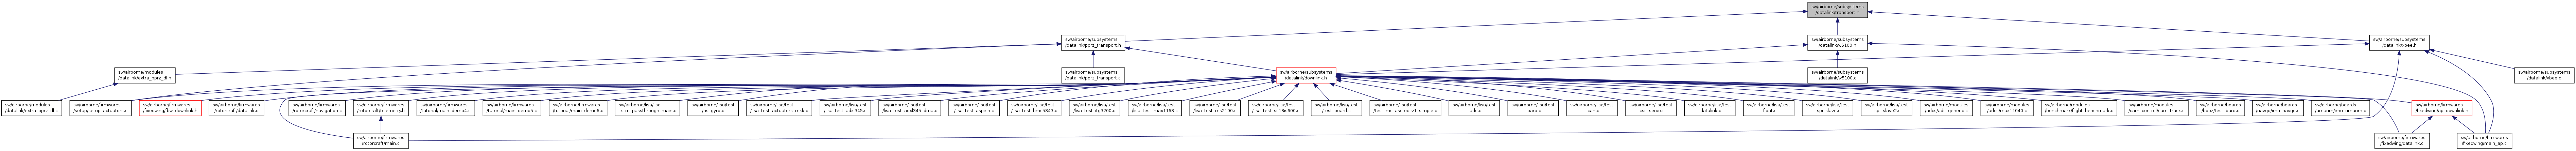 sw/airborne/subsystems
/datalink/transport.h
sw/airborne/subsystems
/datalink/pprz_transport.h
sw/airborne/subsystems
/datalink/w5100.h
sw/airborne/subsystems
/datalink/xbee.h
sw/airborne/modules
/datalink/extra_pprz_dl.h
sw/airborne/subsystems
/datalink/pprz_transport.c
sw/airborne/subsystems
/datalink/downlink.h
sw/airborne/subsystems
/datalink/w5100.c
sw/airborne/subsystems
/datalink/xbee.c
sw/airborne/modules
/datalink/extra_pprz_dl.c
sw/airborne/firmwares
/setup/setup_actuators.c
sw/airborne/firmwares
/fixedwing/fbw_downlink.h
sw/airborne/firmwares
/rotorcraft/datalink.c
sw/airborne/firmwares
/rotorcraft/navigation.c
sw/airborne/firmwares
/rotorcraft/telemetry.h
sw/airborne/firmwares
/tutorial/main_demo4.c
sw/airborne/firmwares
/tutorial/main_demo5.c
sw/airborne/firmwares
/tutorial/main_demo6.c
sw/airborne/lisa/lisa
_stm_passthrough_main.c
sw/airborne/lisa/test
/hs_gyro.c
sw/airborne/lisa/test
/lisa_test_actuators_mkk.c
sw/airborne/lisa/test
/lisa_test_adxl345.c
sw/airborne/lisa/test
/lisa_test_adxl345_dma.c
sw/airborne/lisa/test
/lisa_test_aspirin.c
sw/airborne/lisa/test
/lisa_test_hmc5843.c
sw/airborne/lisa/test
/lisa_test_itg3200.c
sw/airborne/lisa/test
/lisa_test_max1168.c
sw/airborne/lisa/test
/lisa_test_ms2100.c
sw/airborne/lisa/test
/lisa_test_sc18is600.c
sw/airborne/lisa/test
/test_board.c
sw/airborne/lisa/test
/test_mc_asctec_v1_simple.c
sw/airborne/lisa/test
_adc.c
sw/airborne/lisa/test
_baro.c
sw/airborne/lisa/test
_can.c
sw/airborne/lisa/test
_csc_servo.c
sw/airborne/lisa/test
_datalink.c
sw/airborne/lisa/test
_float.c
sw/airborne/lisa/test
_spi_slave.c
sw/airborne/lisa/test
_spi_slave2.c
sw/airborne/modules
/adcs/adc_generic.c
sw/airborne/modules
/adcs/max11040.c
sw/airborne/modules
/benchmark/flight_benchmark.c
sw/airborne/modules
/cam_control/cam_track.c
sw/airborne/boards
/booz/test_baro.c
sw/airborne/boards
/navgo/imu_navgo.c
sw/airborne/boards
/umarim/imu_umarim.c
sw/airborne/firmwares
/fixedwing/ap_downlink.h
sw/airborne/firmwares
/rotorcraft/main.c
sw/airborne/firmwares
/fixedwing/datalink.c
sw/airborne/firmwares
/fixedwing/main_ap.c